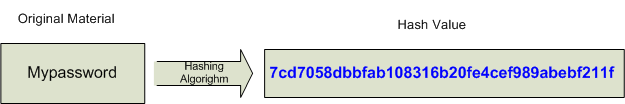 Original Material
Hash Value
Mypassword
Hashing
Algorighm
7cd7058dbbfab108316b20fe4cef989abebf211f